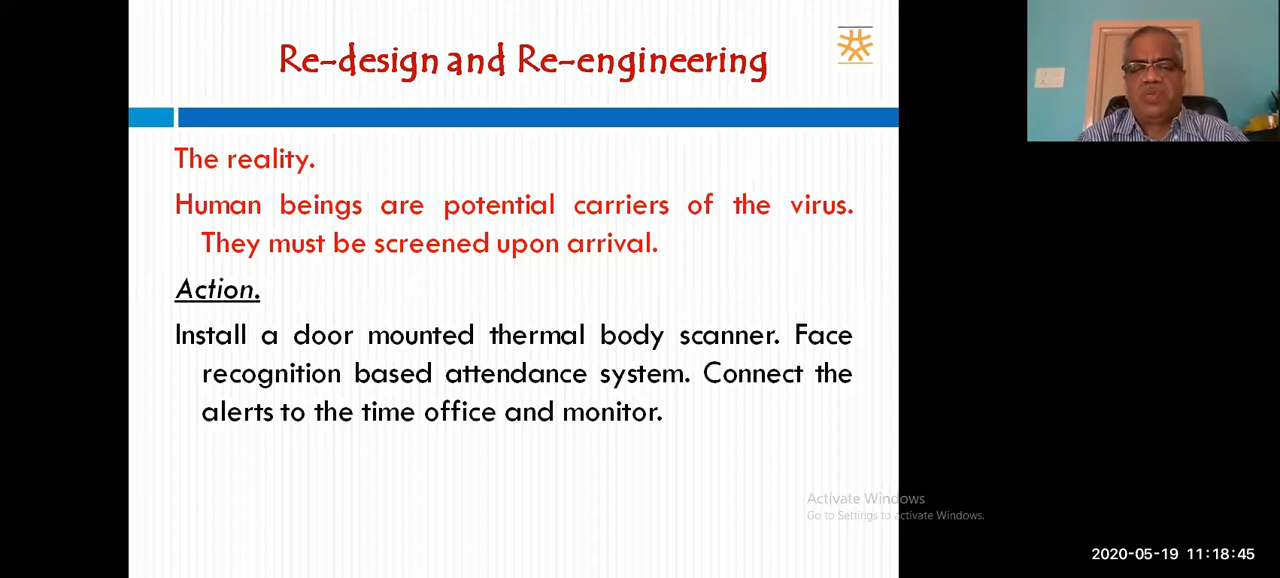 Re-design and Re-engineering
The reality.
Human beings are potential carriers of the virus.
They must be screened upon arrival.
Action.
Install a door mounted thermal body scanner. Face
recognition based attendance system. Connect the
alerts to the time office and monitor.
Activate Windows
Go to Settings to activate Windows.
2020-05-19 11:18:45